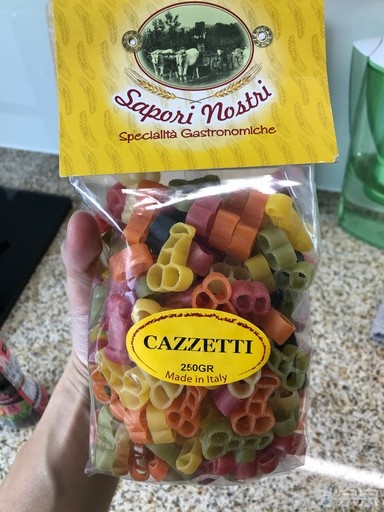 Sapori Nostri
Specialità Gastronomiche
CAZZETTI
250GR
Made in Italy